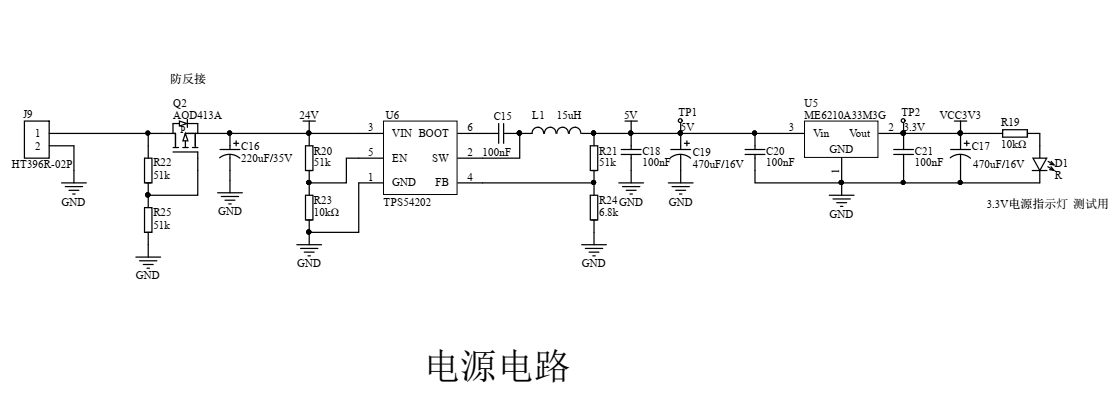 防反接
J9
1
2
HT396R-02P
GND
Q2
AOD413A
P
R22
51k
R25
51k
GND
C16
220uF/35V
GND
24V
R20
51k
R23
10kΩ
GND
U6
3 VIN BOOT 6
5 EN SW 2
1 GND FB 4
TPS54202
C15
100nF
L1 15uH
R21
51k
R24
6.8k
GND
5V
C18
100nF
GND
TP1
5V
C19
470uF/16V
GND
C20
100nF
U5
ME6210A33M3G
3 Vin Vout 2
GND
1
GND
TP2
3.3V
C21
100nF
VCC3V3
C17
470uF/16V
R19
10kΩ
D1
R
3.3V电源指示灯 测试用
电源电路